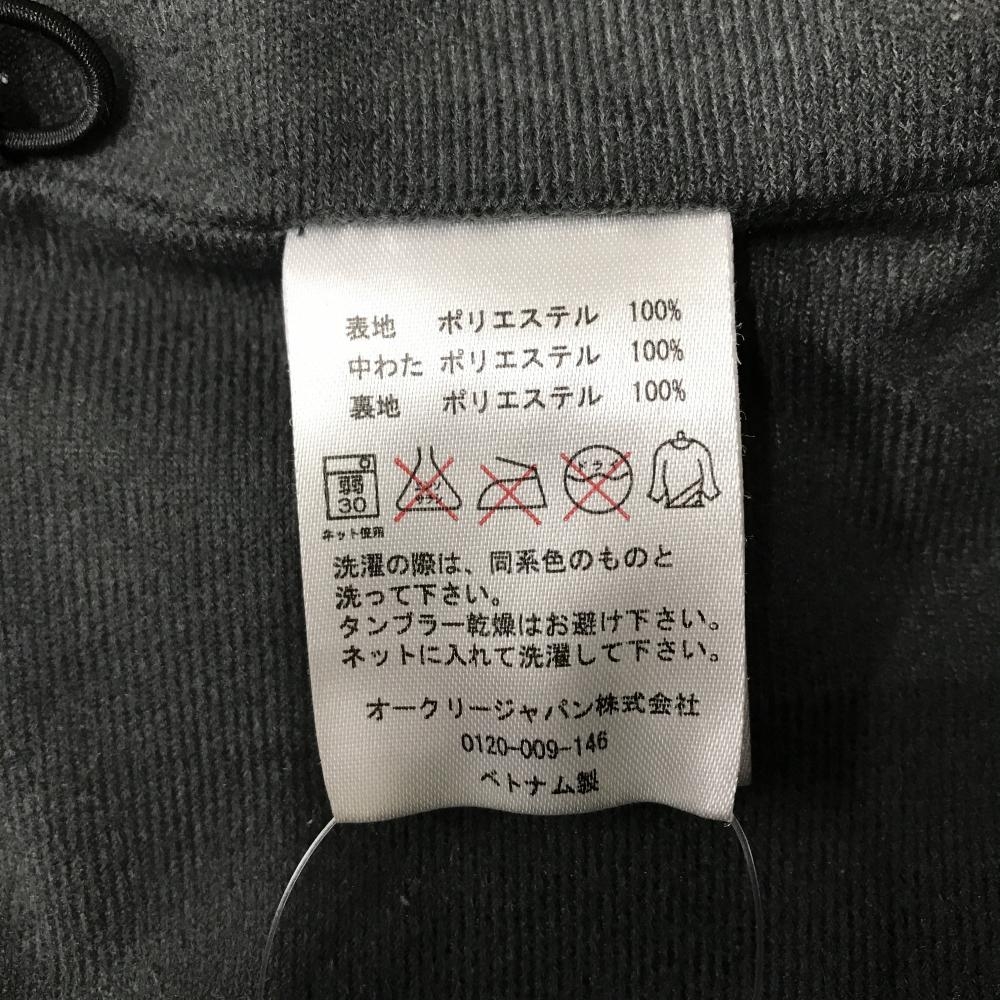 表地 ポリエステル 100%
中わた ポリエステル 100%
裏地 ポリエステル 100%
弱
30
ネット使用
洗濯の際は、同系色のものと
洗って下さい。
タンブラー乾燥はお避け下さい。
ネットに入れて洗濯して下さい。
オークリージャパン株式会社
0120-009-146
ベトナム製